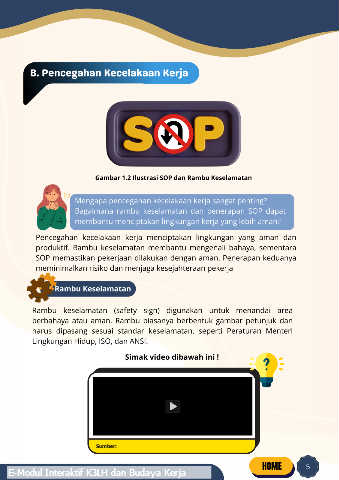 B. Pencegahan Kecelakaan Kerja
SOP
Gambar 1.2 Ilustrasi SOP dan Rambu Keselamatan
Mengapa pencegahan kecelakaan kerja sangat penting?
Bagaimana rambu keselamatan dan penerapan SOP dapat
membantu menciptakan lingkungan kerja yang lebih aman?
Pencegahan kecelakaan kerja menciptakan lingkungan yang aman dan
produktif. Rambu keselamatan membantu mengenali bahaya, sementara
SOP memastikan pekerjaan dilakukan dengan aman. Penerapan keduanya
meminimalkan risiko dan menjaga kesejahteraan pekerja
Rambu Keselamatan
Rambu keselamatan (safety sign) digunakan untuk menandai area
berbahaya atau aman. Rambu biasanya berbentuk gambar petunjuk dan
harus dipasang sesuai standar keselamatan, seperti Peraturan Menteri
Lingkungan Hidup, ISO, dan ANSI.
Simak video dibawah ini !
?
Sumber:
HOME
5
E-Modul Interaktif K3LH dan Budaya Kerja